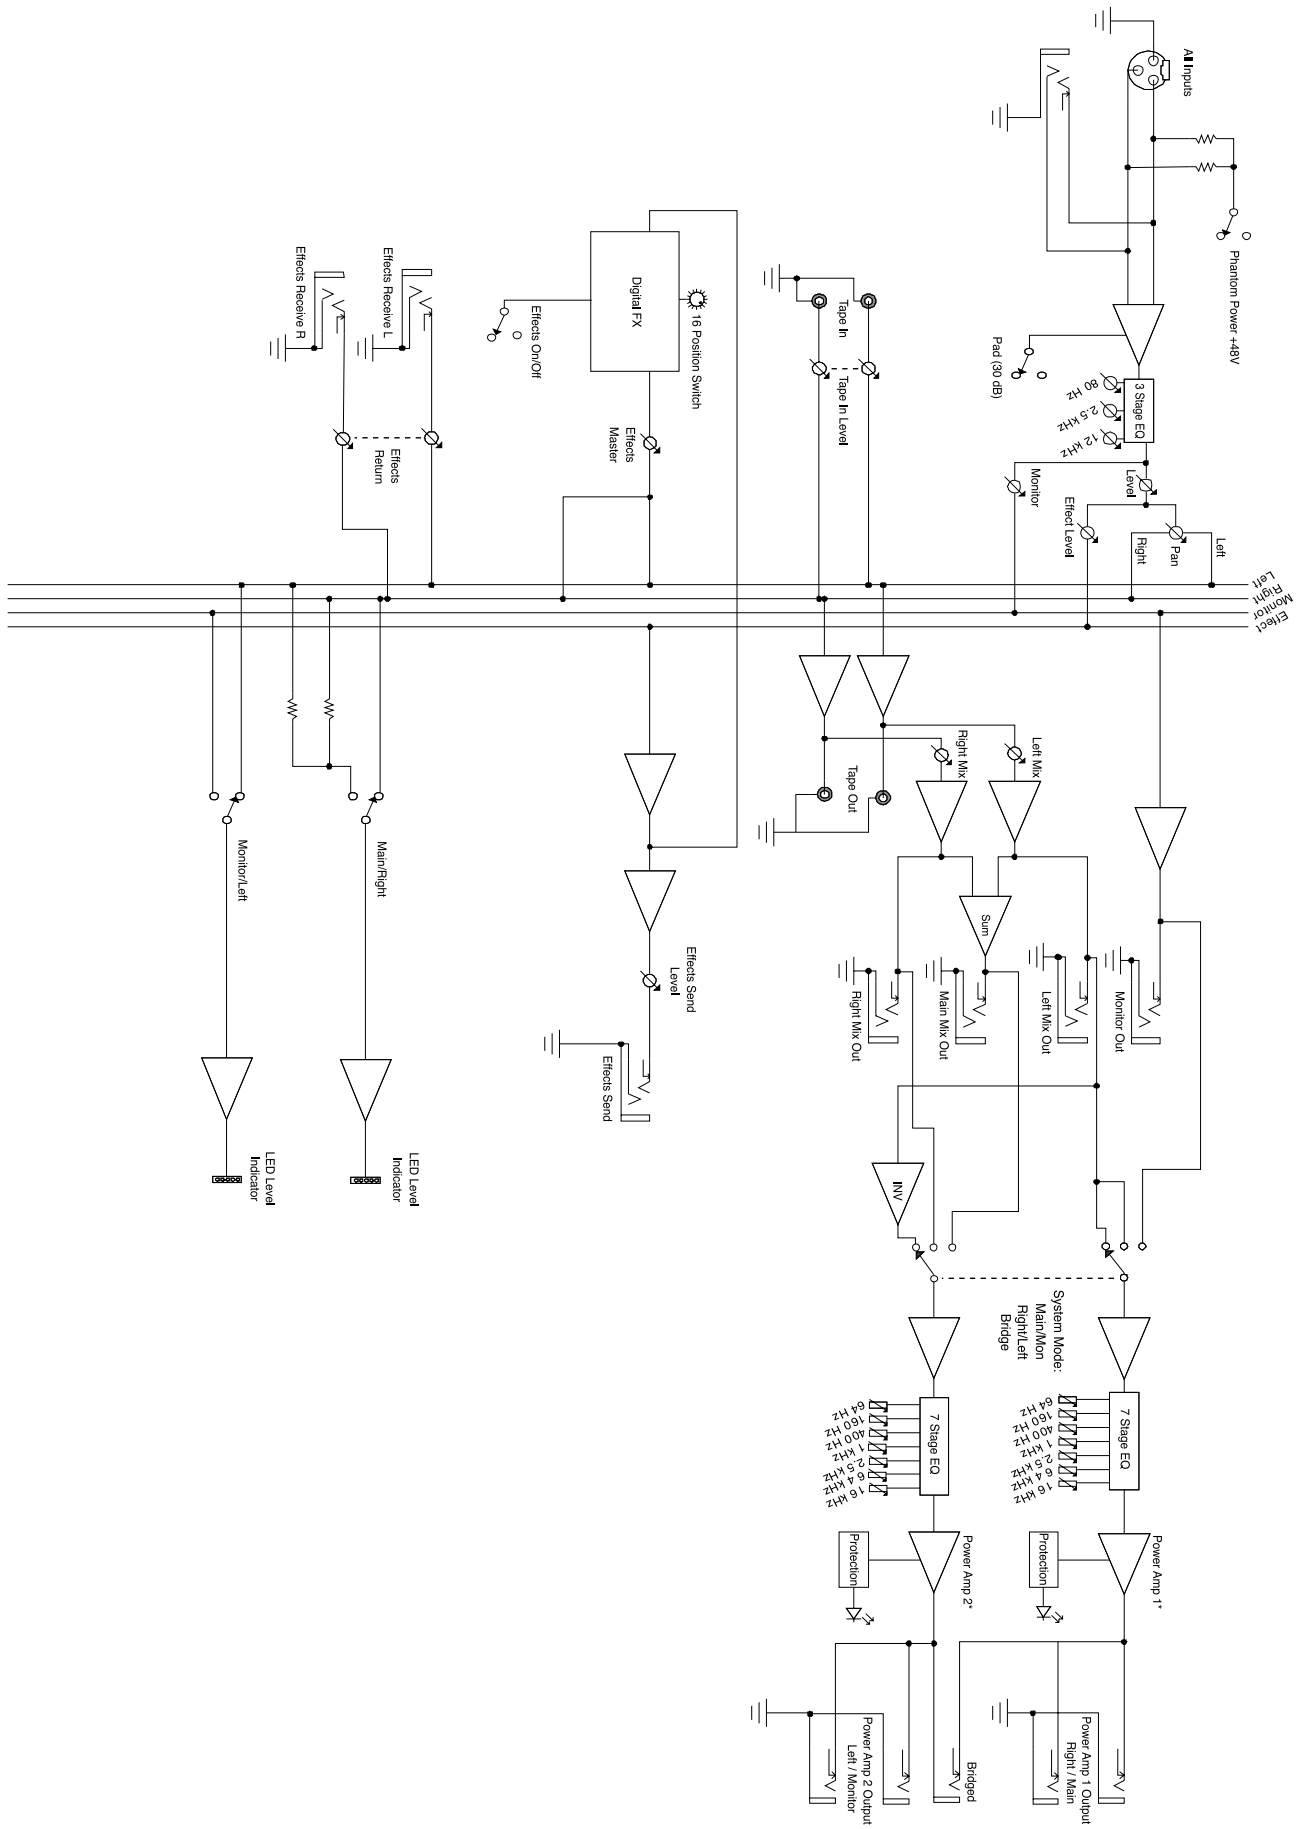 All Inputs
Phantom Power +48V
Pad (30 dB)
3 Stage EQ
80 Hz
2.5 kHz
12 kHz
Monitor
Level
Effect Level
Pan
Left
Right
Tape In
Tape In Level
16 Position Switch
Digital FX
Effects On/Off
Effects
Master
Effects Receive L
Effects Receive R
Effects
Return
Left
Right
Monitor
Effect
Left Mix
Right Mix
Tape Out
Sum
Monitor Out
Left Mix Out
Main Mix Out
Right Mix Out
Effects Send
Level
Effects Send
Main/Right
Monitor/Left
LED Level
Indicator
LED Level
Indicator
INV
System Mode:
Main/Mon
Right/Left
Bridge
7 Stage EQ
64 Hz
160 Hz
400 Hz
1 kHz
2.5 kHz
6.4 kHz
16 kHz
7 Stage EQ
64 Hz
160 Hz
400 Hz
1 kHz
2.5 kHz
6.4 kHz
16 kHz
Power Amp 1*
Protection
Power Amp 2*
Protection
Power Amp 1 Output
Right / Main
Bridged
Power Amp 2 Output
Left / Monitor